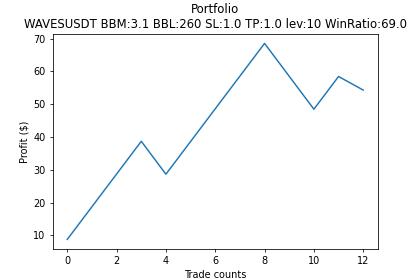 Portfolio
WAVESUSDT BBM:3.1 BBL:260 SL:1.0 TP:1.0 lev:10 WinRatio:69.0
70
60
50
40
30
20
10
Profit ($)
0 2 4 6 8 10 12
Trade counts